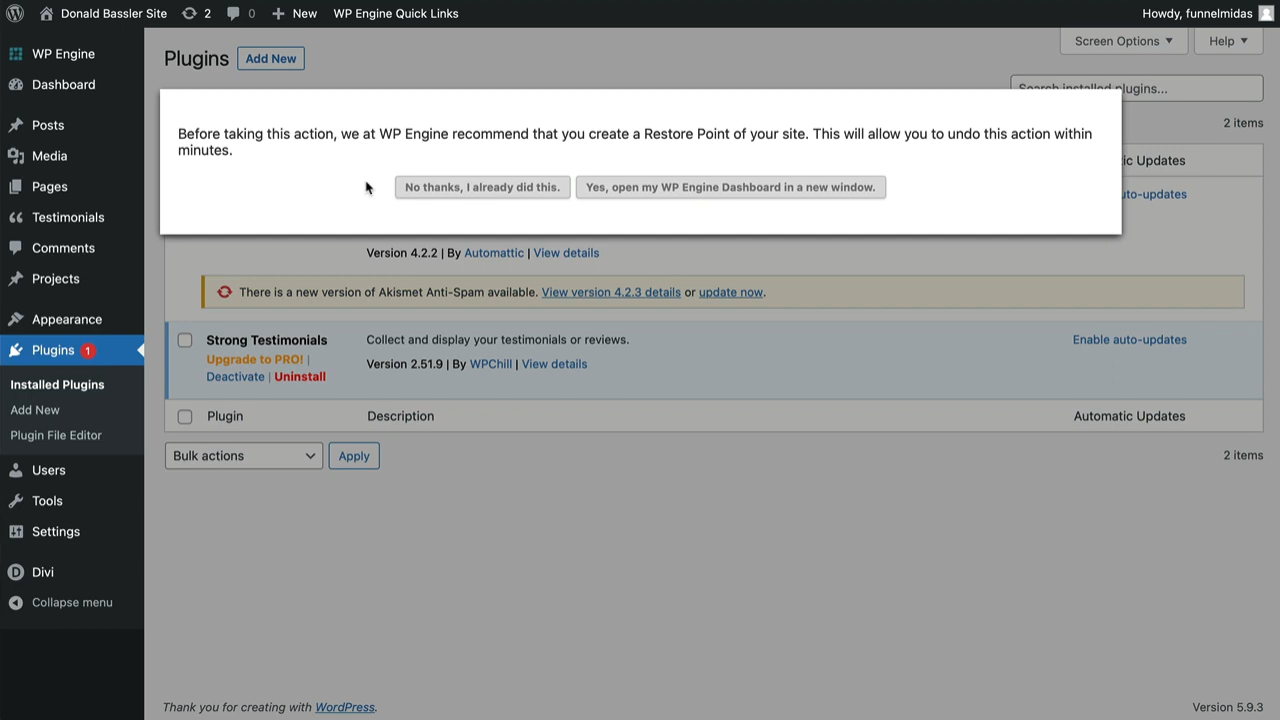 Donald Bassler Site 2 0 New WP Engine Quick Links Howdy, funnelmidas
WP Engine
Dashboard
Posts
Media
Pages
Testimonials
Comments
Projects
Appearance
Plugins 1
Installed Plugins
Add New
Plugin File Editor
Users
Tools
Settings
Divi
Collapse menu
Screen Options Help
Plugins Add New
Search installed plugins...
2 items
Before taking this action, we at WP Engine recommend that you create a Restore Point of your site. This will allow you to undo this action within
minutes.
No thanks, I already did this. Yes, open my WP Engine Dashboard in a new window.
ic Updates
uto-updates
Version 4.2.2 | By Automattic | View details
There is a new version of Akismet Anti-Spam available. View version 4.2.3 details or update now.
Strong Testimonials Collect and display your testimonials or reviews. Enable auto-updates
Upgrade to PRO! |
Version 2.51.9 | By WPChill | View details
Deactivate | Uninstall
Plugin Description Automatic Updates
Bulk actions Apply 2 items
Thank you for creating with WordPress. Version 5.9.3